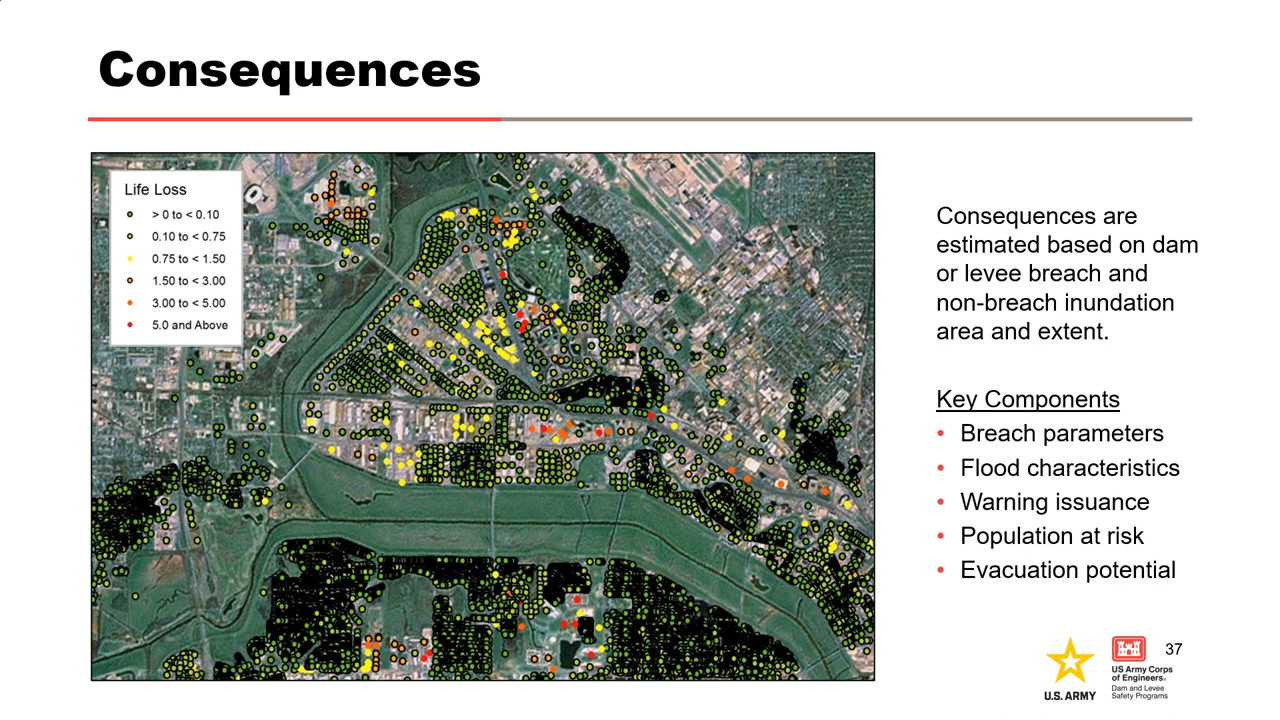 Consequences
Life Loss
> 0 to < 0.10
0.10 to < 0.75
0.75 to < 1.50
1.50 to < 3.00
3.00 to < 5.00
5.0 and Above
Consequences are
estimated based on dam
or levee breach and
non-breach inundation
area and extent.
Key Components
• Breach parameters
• Flood characteristics
• Warning issuance
• Population at risk
• Evacuation potential
37
U.S. ARMY
US Army Corps
of Engineers®
Dam and Levee
Safety Programs